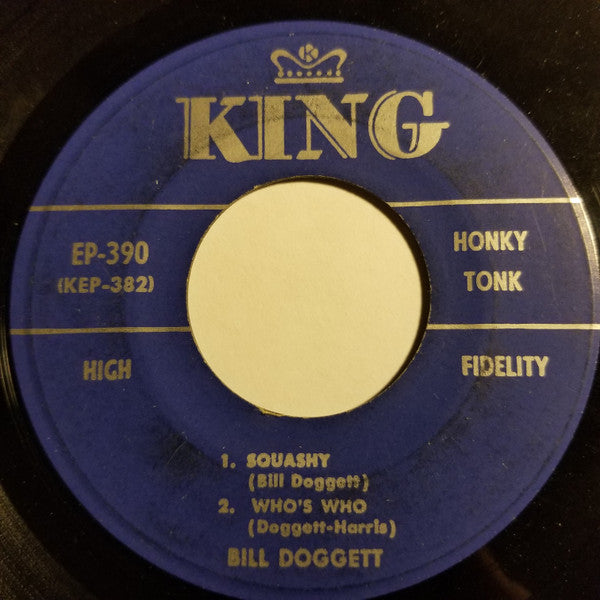 K
KING
EP-390
(KEP-382)
HONKY
TONK
HIGH
FIDELITY
1. SQUASHY
(Bill Doggett)
2. WHO'S WHO
(Doggett-Harris)
BILL DOGGETT